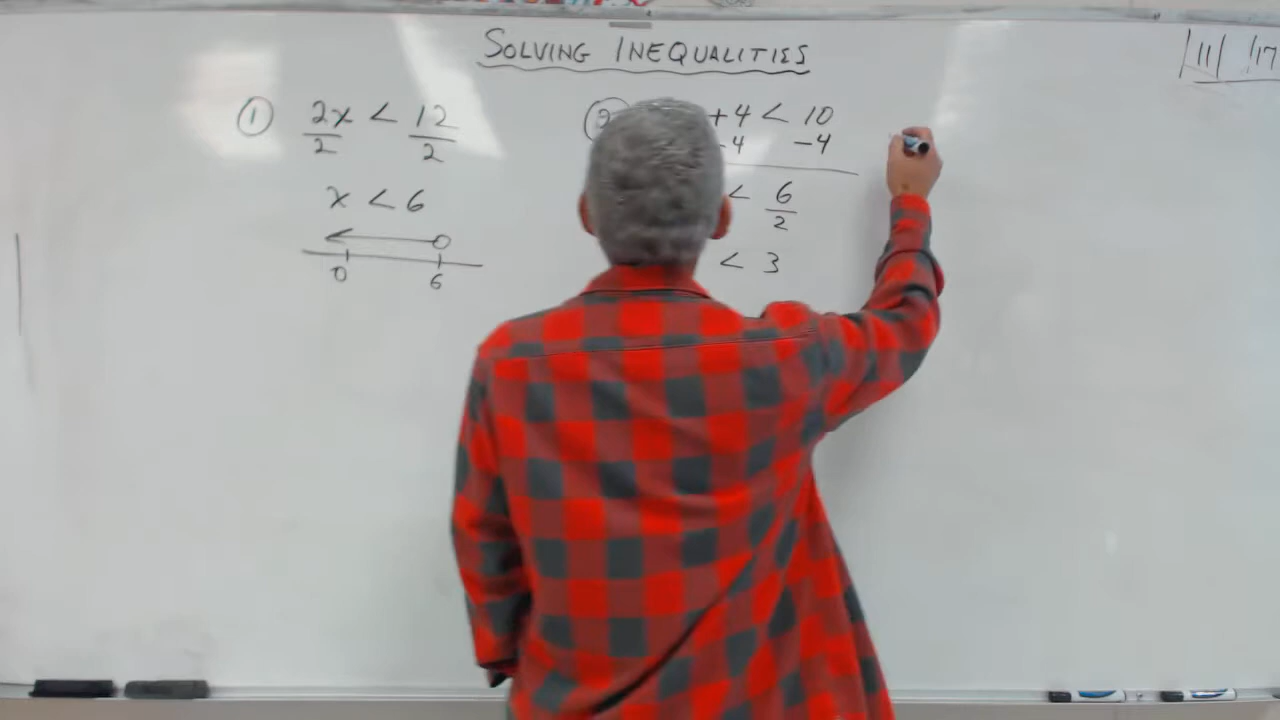 SOLVING INEQUALITIES
11 17
① 2x < 12
2 2
x < 6
0 6
+4 < 10
-4 -4
< 6
2
< 3